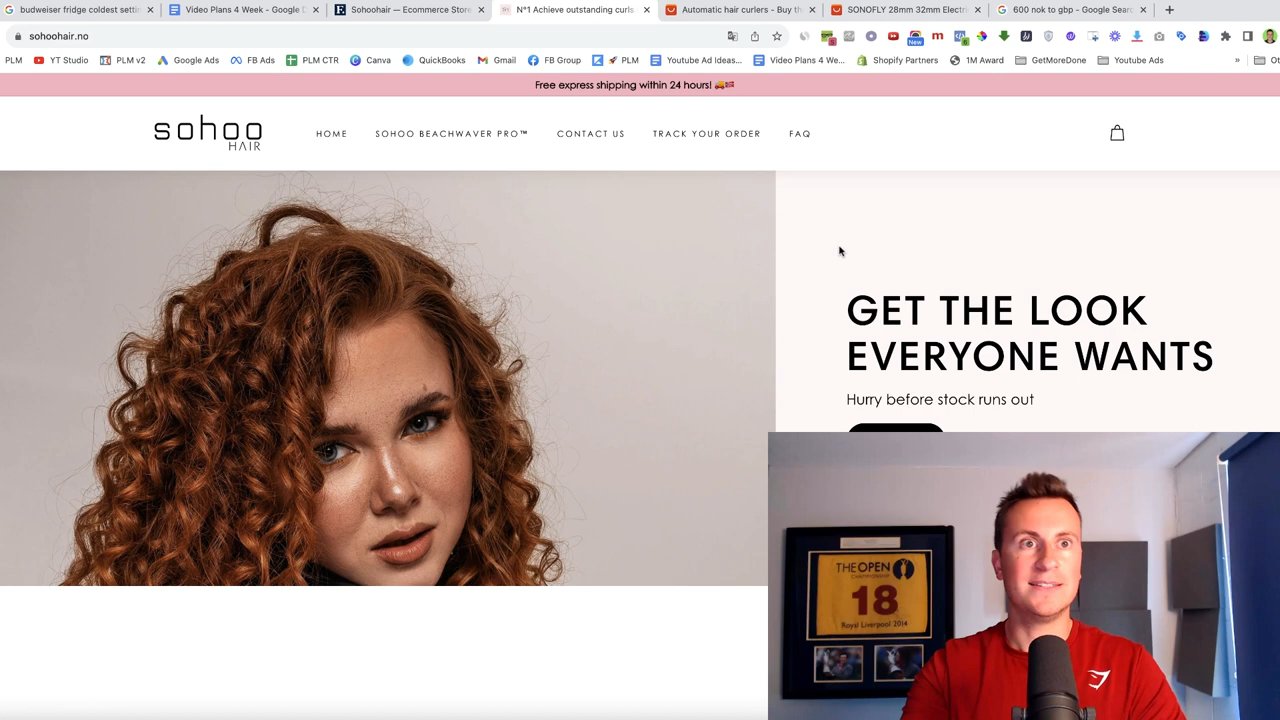 budweiser fridge coldest settin
Video Plans 4 Week - Google D
Sohoohair — Ecommerce Store
N°1 Achieve outstanding curls
Automatic hair curlers - Buy th
SONOFLY 28mm 32mm Electri
600 nok to gbp - Google Searc
sohoohair.no
New
PLM
YT Studio
PLM v2
Google Ads
FB Ads
PLM CTR
Canva
QuickBooks
Gmail
FB Group
PLM
Youtube Ad Ideas...
Video Plans 4 We...
Shopify Partners
1M Award
GetMoreDone
Youtube Ads
»
Ot
Free express shipping within 24 hours! 🚚🇳🇴
sohoo
HAIR
HOME
SOHOO BEACHWAVER PRO™
CONTACT US
TRACK YOUR ORDER
FAQ
GET THE LOOK
EVERYONE WANTS
Hurry before stock runs out
THE OPEN
CHAMPIONSHIP
18
Royal Liverpool 2014